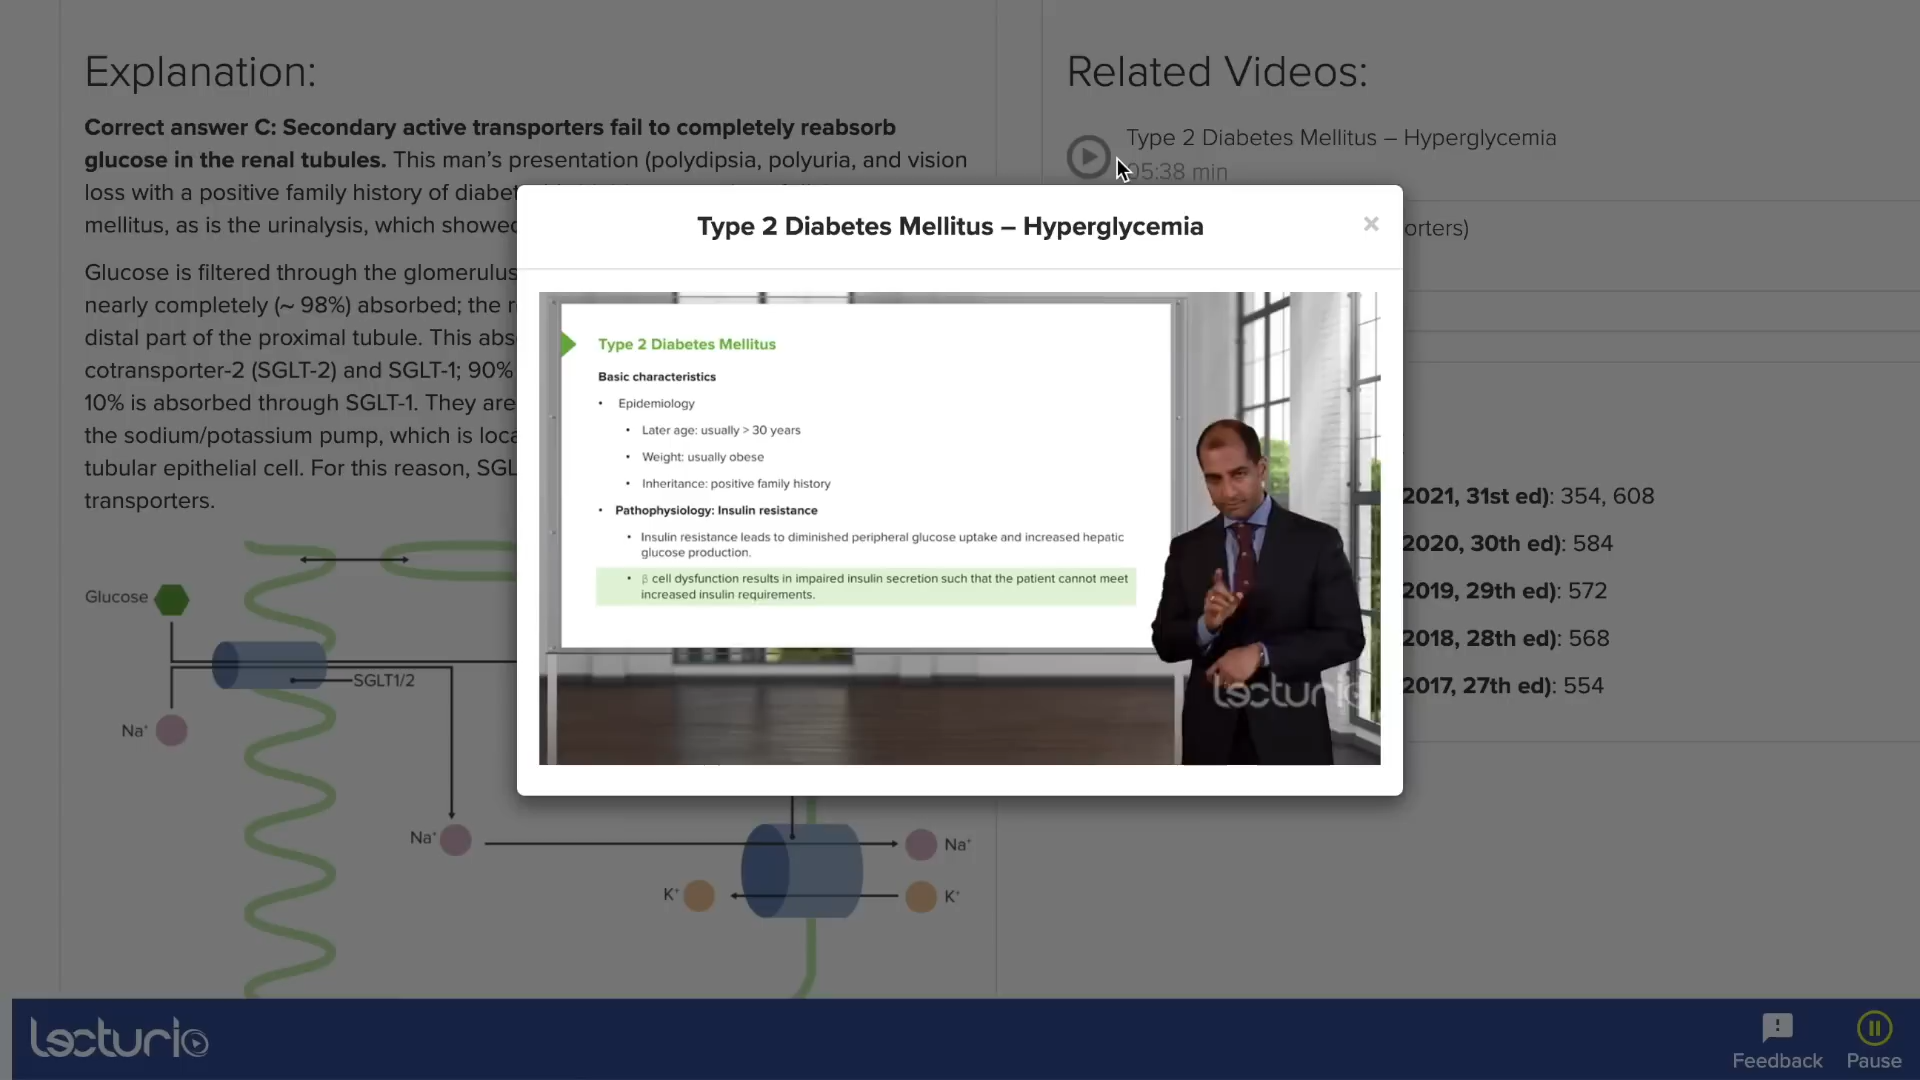 Explanation:
Correct answer C: Secondary active transporters fail to completely reabsorb
glucose in the renal tubules. This man's presentation (polydipsia, polyuria, and vision
loss with a positive family history of
mellitus, as is the urinalysis, which
Glucose is filtered through the glomerulus
nearly completely (~ 98%) absorbed; the
distal part of the proximal tubule. This
cotransporter-2 (SGLT-2) and SGLT-1; 90%
10% is absorbed through SGLT-1. They are
the sodium/potassium pump, which is
tubular epithelial cell. For this reason,
transporters.
Glucose
SGLT1/2
Na⁺
Na⁺
Na⁺
K⁺
K⁺
Related Videos:
Type 2 Diabetes Mellitus – Hyperglycemia
05:38 min
2021, 31st ed): 354, 608
2020, 30th ed): 584
2019, 29th ed): 572
2018, 28th ed): 568
2017, 27th ed): 554
Type 2 Diabetes Mellitus – Hyperglycemia
×
Type 2 Diabetes Mellitus
Basic characteristics
• Epidemiology
• Later age: usually > 30 years
• Weight: usually obese
• Inheritance: positive family history
• Pathophysiology: Insulin resistance
• Insulin resistance leads to diminished peripheral glucose uptake and increased hepatic
glucose production.
• β cell dysfunction results in impaired insulin secretion such that the patient cannot meet
increased insulin requirements.
lecturio
lecturio
Feedback
Pause